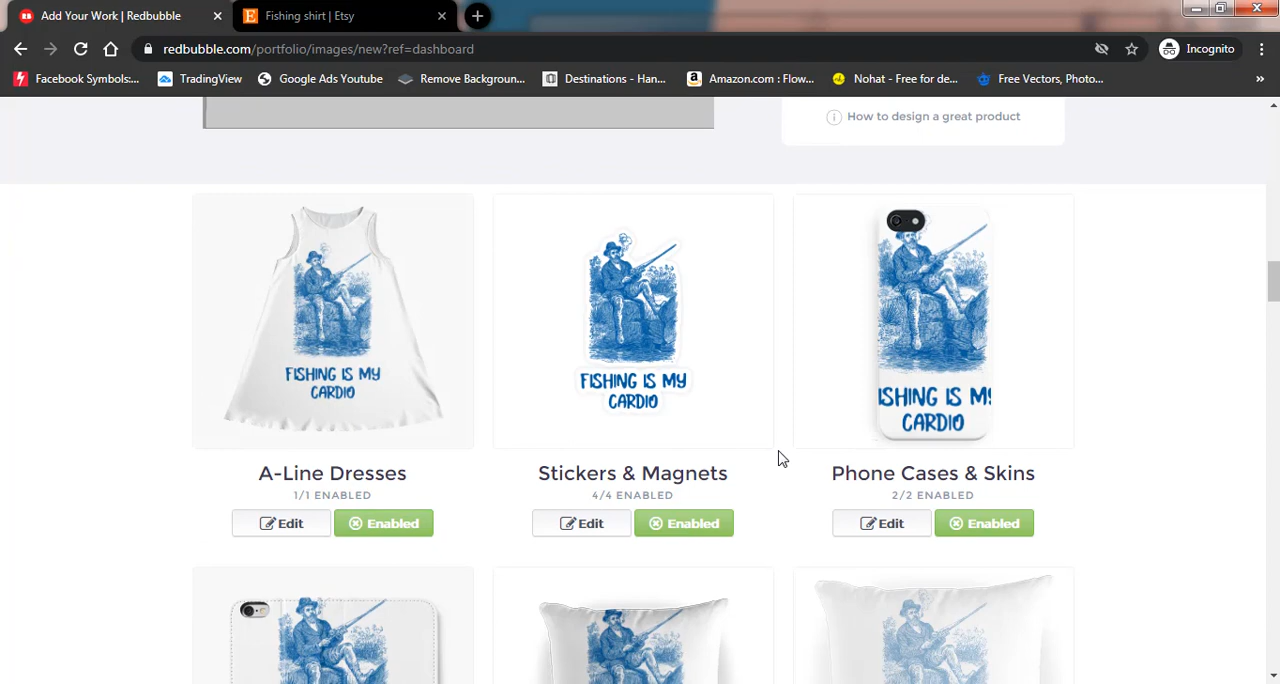 Add Your Work | Redbubble
Fishing shirt | Etsy
redbubble.com/portfolio/images/new?ref=dashboard
Incognito
Facebook Symbols:...
TradingView
Google Ads Youtube
Remove Backgroun...
Destinations - Han...
Amazon.com : Flow...
Nohat - Free for de...
Free Vectors, Photo...
»
How to design a great product
FISHING IS MY
CARDIO
FISHING IS MY
CARDIO
ISHING IS MY
CARDIO
A-Line Dresses
Stickers & Magnets
Phone Cases & Skins
1/1 ENABLED
4/4 ENABLED
2/2 ENABLED
Edit
Enabled
Edit
Enabled
Edit
Enabled